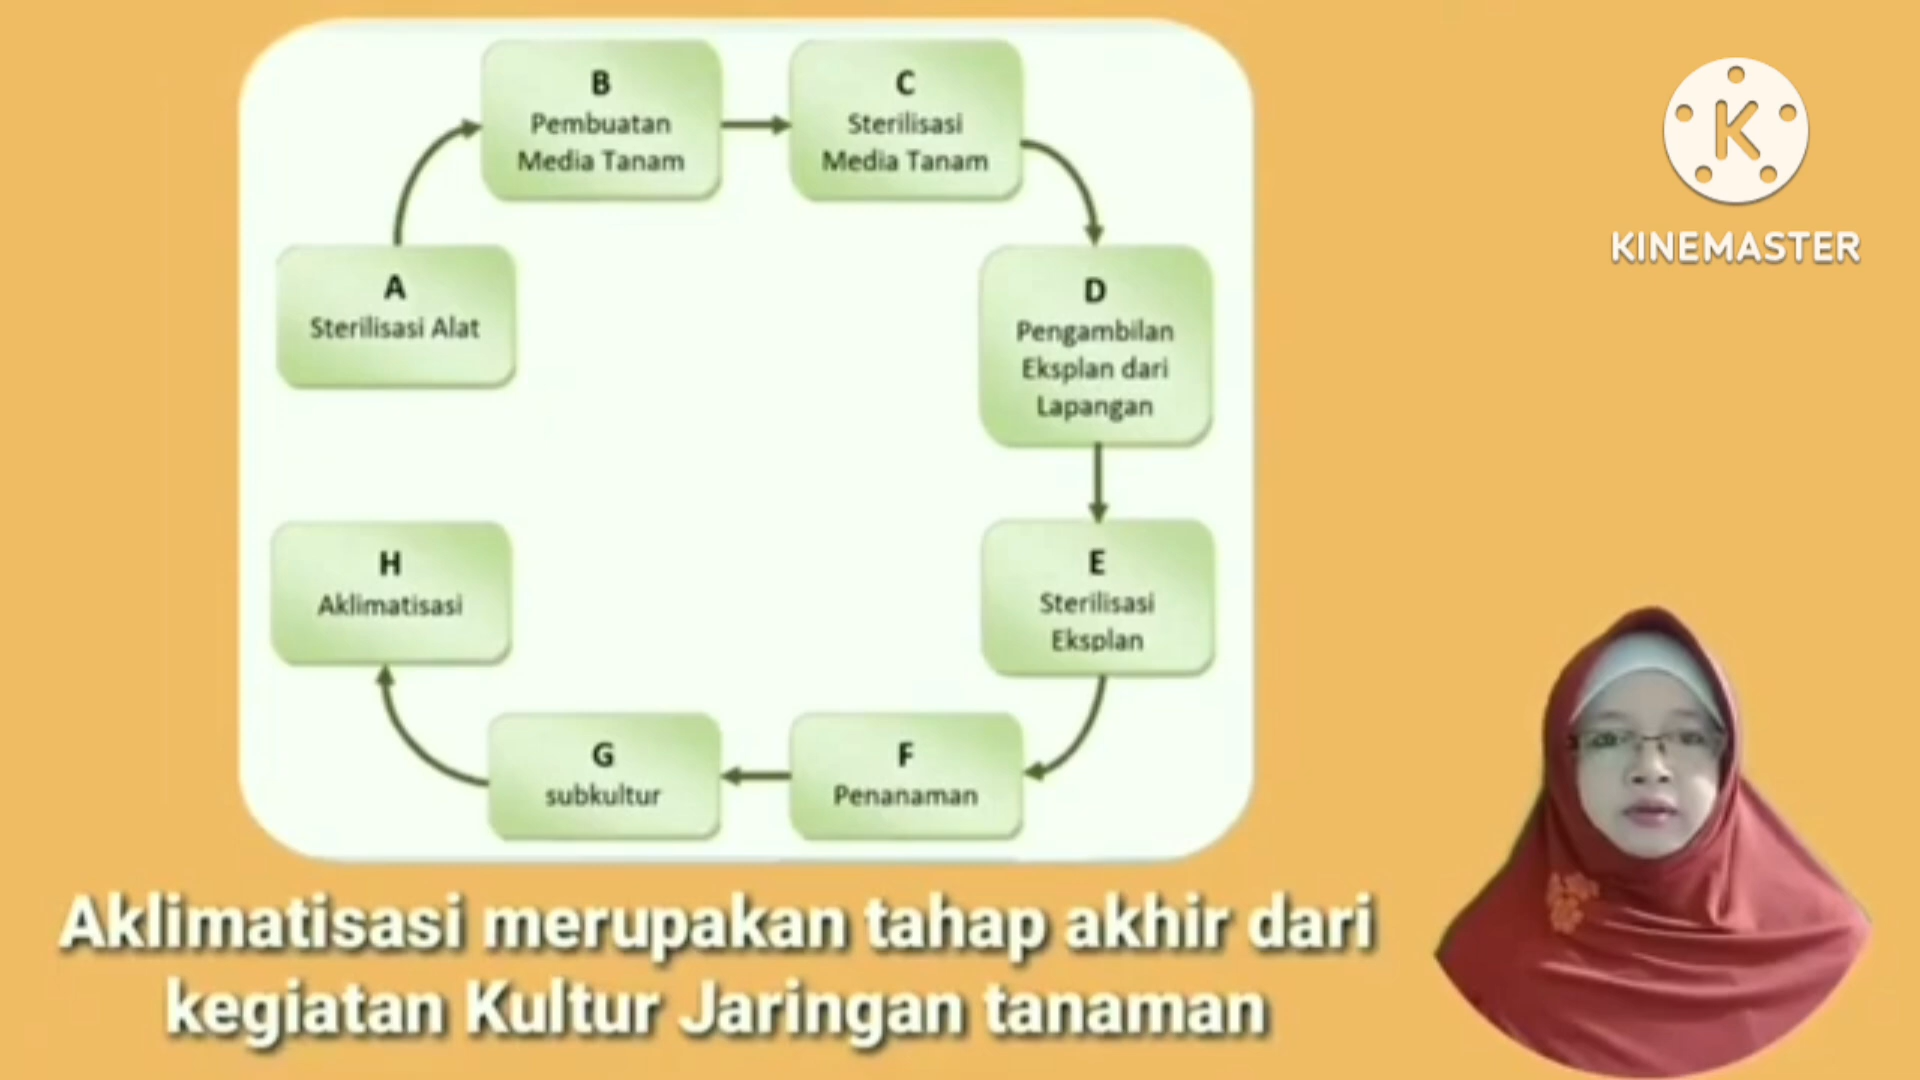 A
Sterilisasi Alat
B
Pembuatan
Media Tanam
C
Sterilisasi
Media Tanam
D
Pengambilan
Eksplan dari
Lapangan
E
Sterilisasi
Eksplan
F
Penanaman
G
subkultur
H
Aklimatisasi
K
KINEMASTER
Aklimatisasi merupakan tahap akhir dari
kegiatan Kultur Jaringan tanaman